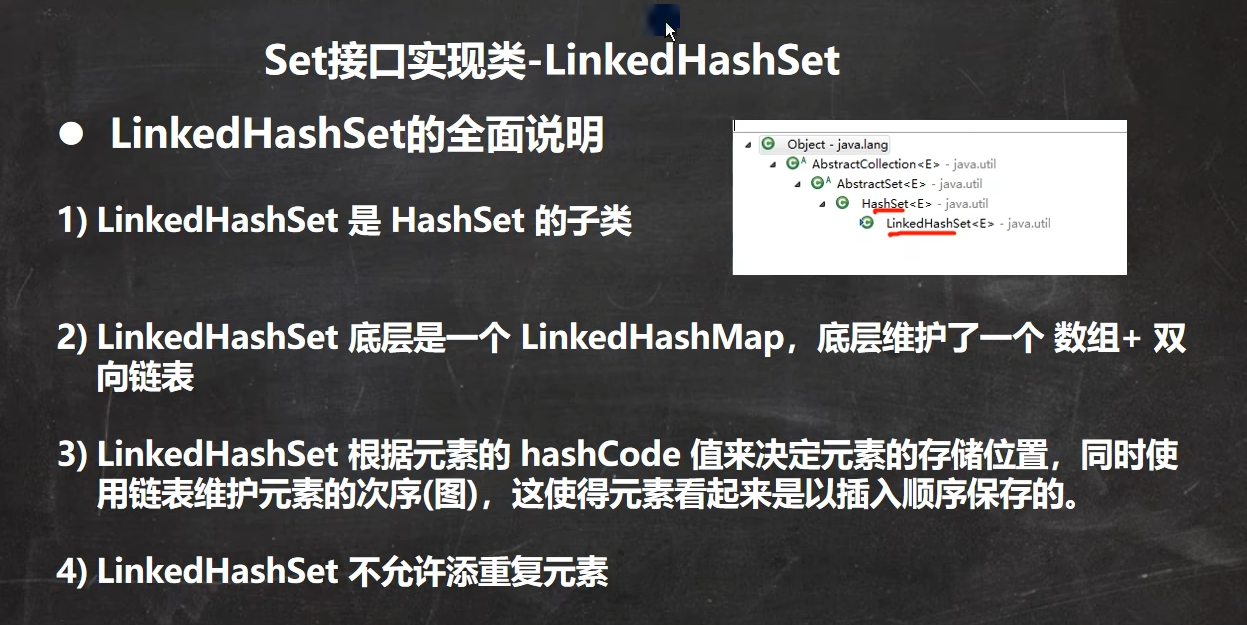 Set接口实现类-LinkedHashSet
● LinkedHashSet的全面说明
Object - java.lang
AbstractCollection<E> - java.util
AbstractSet<E> - java.util
HashSet<E> - java.util
LinkedHashSet<E> - java.util
1) LinkedHashSet 是 HashSet 的子类
2) LinkedHashSet 底层是一个 LinkedHashMap，底层维护了一个 数组+ 双
向链表
3) LinkedHashSet 根据元素的 hashCode 值来决定元素的存储位置，同时使
用链表维护元素的次序(图)，这使得元素看起来是以插入顺序保存的。
4) LinkedHashSet 不允许添重复元素